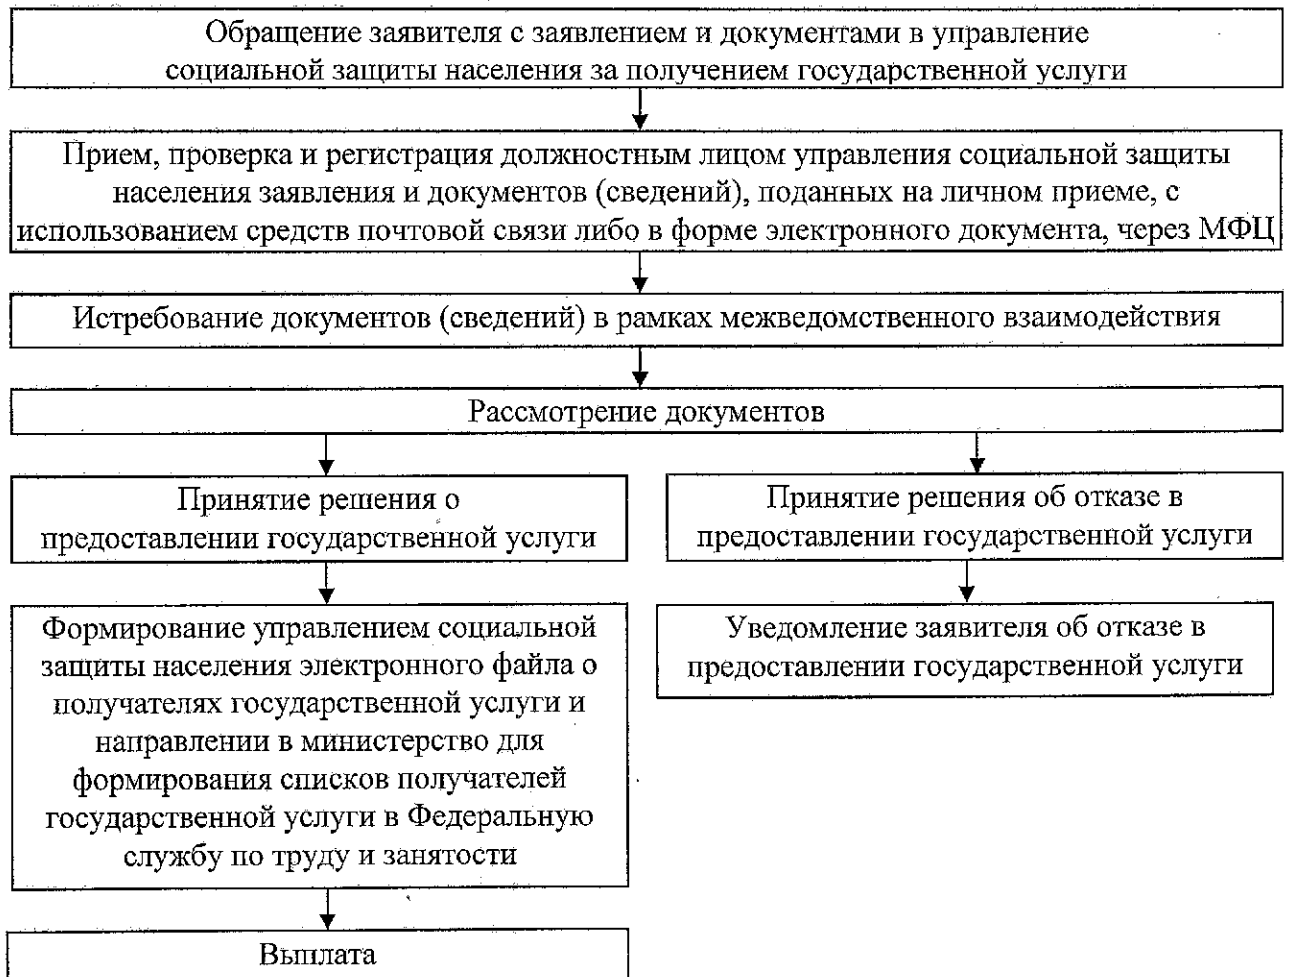 Обращение заявителя с заявлением и документами в управление
социальной защиты населения за получением государственной услуги
Прием, проверка и регистрация должностным лицом управления социальной защиты
населения заявления и документов (сведений), поданных на личном приеме, с
использованием средств почтовой связи либо в форме электронного документа, через МФЦ
Истребование документов (сведений) в рамках межведомственного взаимодействия
Рассмотрение документов
Принятие решения о
предоставлении государственной услуги
Принятие решения об отказе в
предоставлении государственной услуги
Формирование управлением социальной
защиты населения электронного файла о
получателях государственной услуги и
направлении в министерство для
формирования списков получателей
государственной услуги в Федеральную
службу по труду и занятости
Уведомление заявителя об отказе в
предоставлении государственной услуги
Выплата